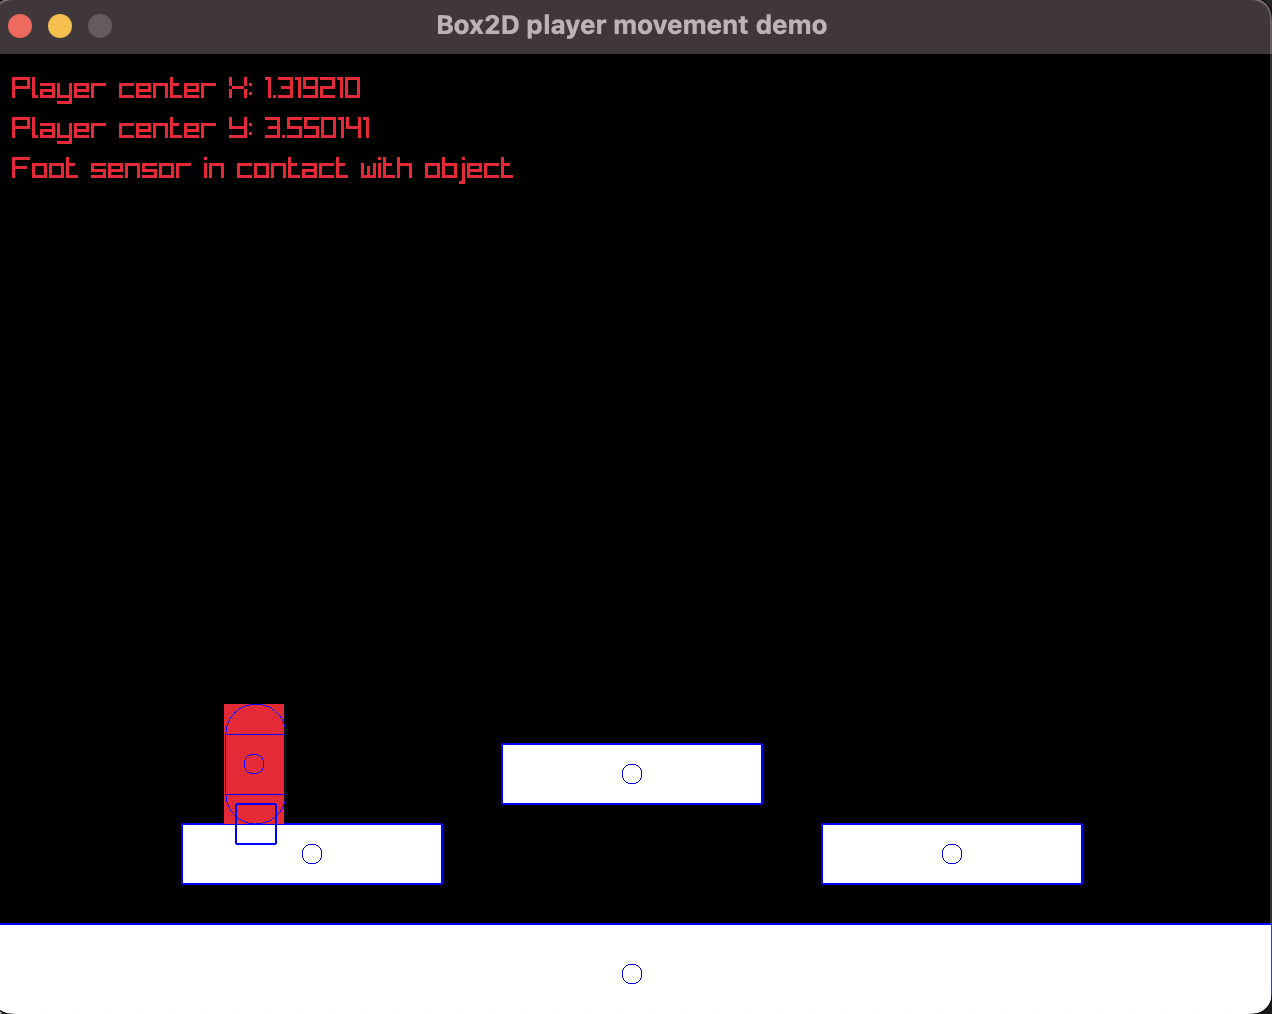 Box2D player movement demo
Player center X: 1.319210
Player center Y: 3.550141
Foot sensor in contact with object